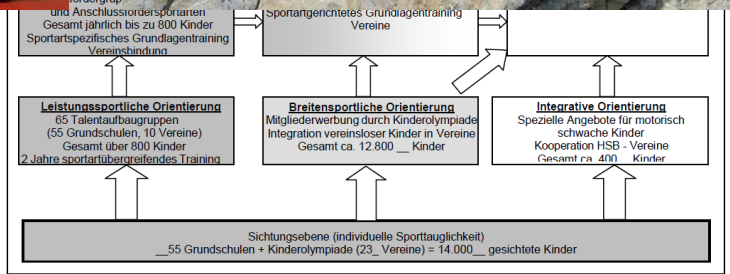 und Anschlussfördersportarten
Gesamt jährlich bis zu 800 Kinder
Sportartspezifisches Grundlagentraining
Vereinsbindung
Sportartgerichtetes Grundlagentraining
Vereine
Leistungssportliche Orientierung
65 Talentaufbaugruppen
(55 Grundschulen, 10 Vereine)
Gesamt über 800 Kinder
2 Jahre sportartübergreifendes Training
Breitensportliche Orientierung
Mitgliederwerbung durch Kinderolympiade
Integration vereinsloser Kinder in Vereine
Gesamt ca. 12.800 __ Kinder
Integrative Orientierung
Spezielle Angebote für motorisch
schwache Kinder
Kooperation HSB - Vereine
Gesamt ca. 400 __ Kinder
Sichtungsebene (individuelle Sporttauglichkeit)
__55 Grundschulen + Kinderolympiade (23_ Vereine) = 14.000__ gesichtete Kinder